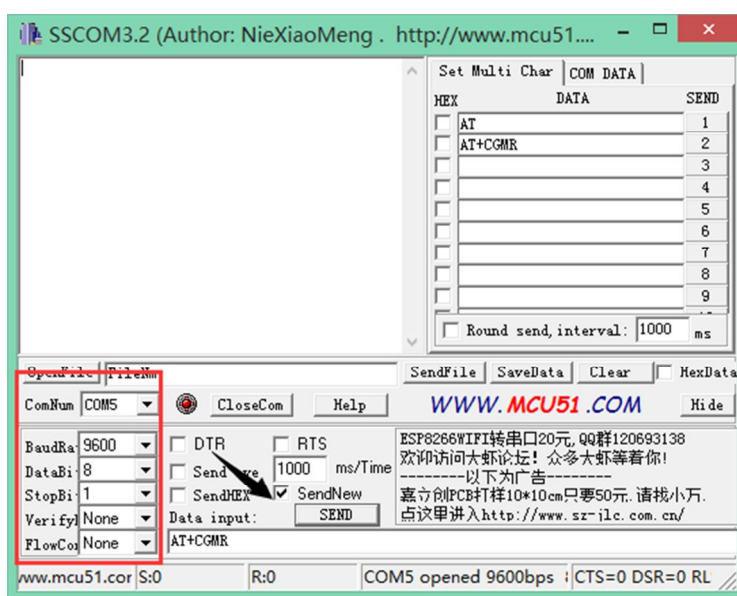 SSCOM3.2 (Author: NieXiaoMeng . http://www.mcu51....
Set Multi Char COM DATA
HEX DATA SEND
AT 1
AT+CGMR 2
3
4
5
6
7
8
9
Round send, interval: 1000 ms
OpenFile FileNm SendFile SaveData Clear HexData
ComNum COM5 CloseCom Help WWW.MCU51.COM Hide
BaudRa 9600 DTR RTS
DataBi 8 Send 1000 ms/Time
StopBi 1 SendHEX SendNew
Verify None Data input: SEND
FlowCo None AT+CGMR
ESP8266WIFI转串口20元,QQ群120693138
欢迎访问大虾论坛! 众多大虾等着你!
--------以下为广告--------
嘉立创PCB打样10*10cm只要50元.请找小万.
点这里进入http://www.sz-jlc.com.cn/
www.mcu51.cor S:0 R:0 COM5 opened 9600bps CTS=0 DSR=0 RL